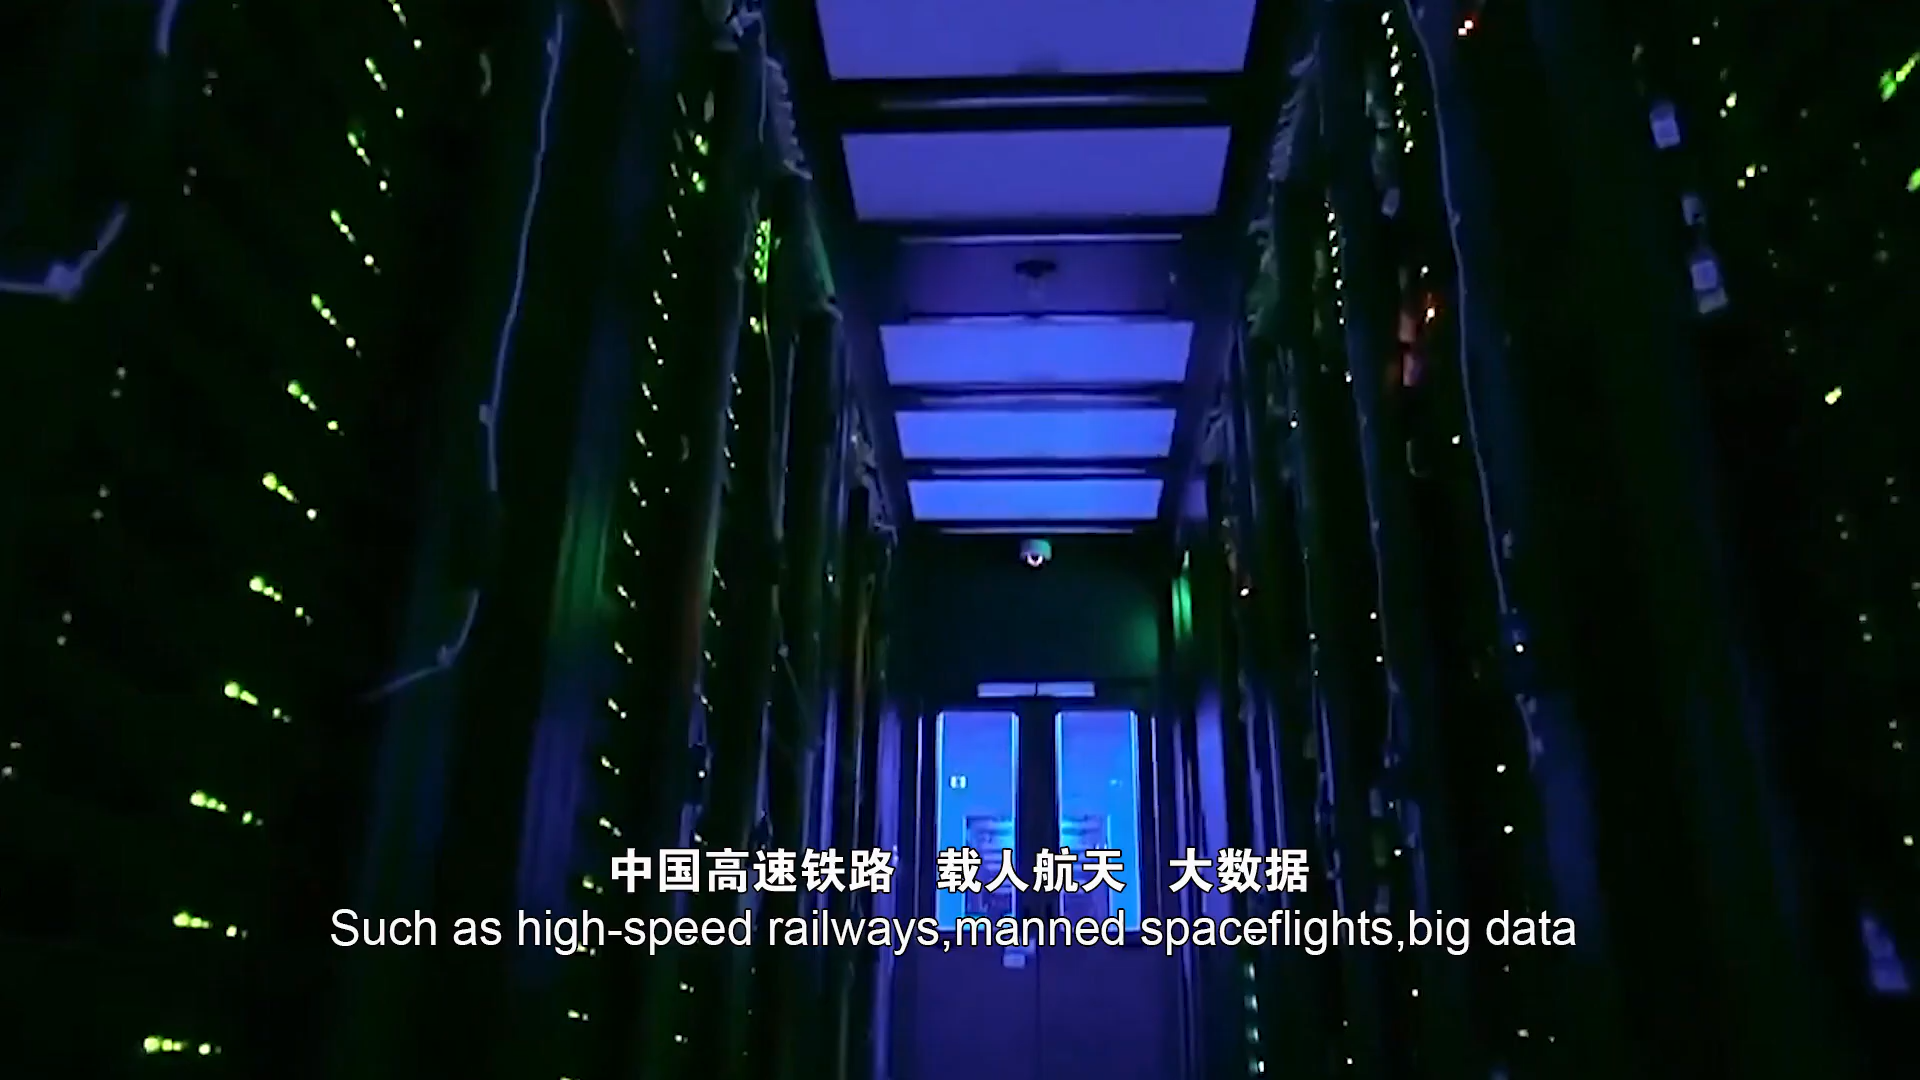 中国高速铁路 载人航天 大数据
Such as high-speed railways,manned spaceflights,big data